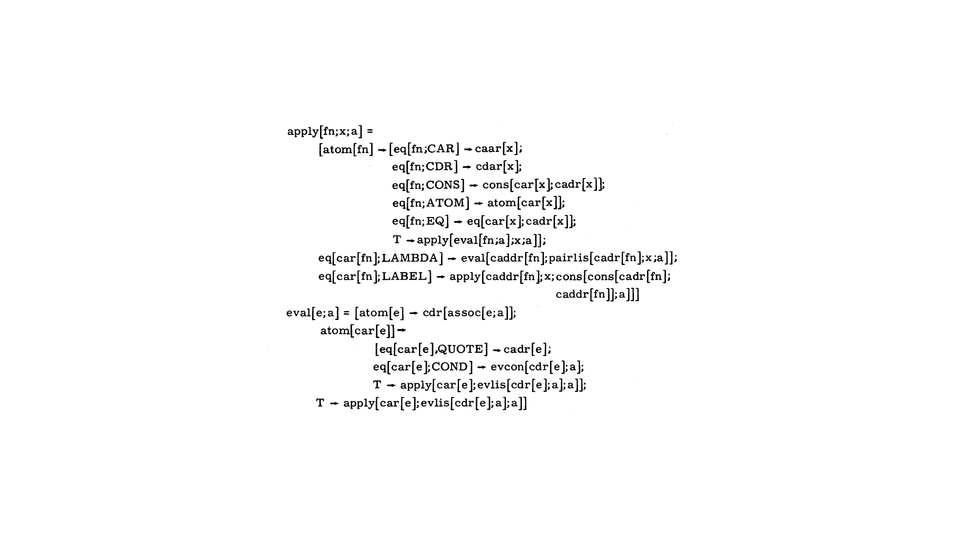 apply[fn;x;a] =
[atom[fn] → [eq[fn;CAR] → caar[x];
eq[fn;CDR] → cdar[x];
eq[fn;CONS] → cons[car[x];cadr[x]];
eq[fn;ATOM] → atom[car[x]];
eq[fn;EQ] → eq[car[x];cadr[x]];
T → apply[eval[fn;a];x;a]];
eq[car[fn];LAMBDA] → eval[caddr[fn];pairlis[cadr[fn];x;a]];
eq[car[fn];LABEL] → apply[caddr[fn];x;cons[cons[cadr[fn];
caddr[fn]];a]]]
eval[e;a] = [atom[e] → cdr[assoc[e;a]];
atom[car[e]] →
[eq[car[e],QUOTE] → cadr[e];
eq[car[e];COND] → evcon[cdr[e];a];
T → apply[car[e];evlis[cdr[e];a];a]];
T → apply[car[e];evlis[cdr[e];a];a]]